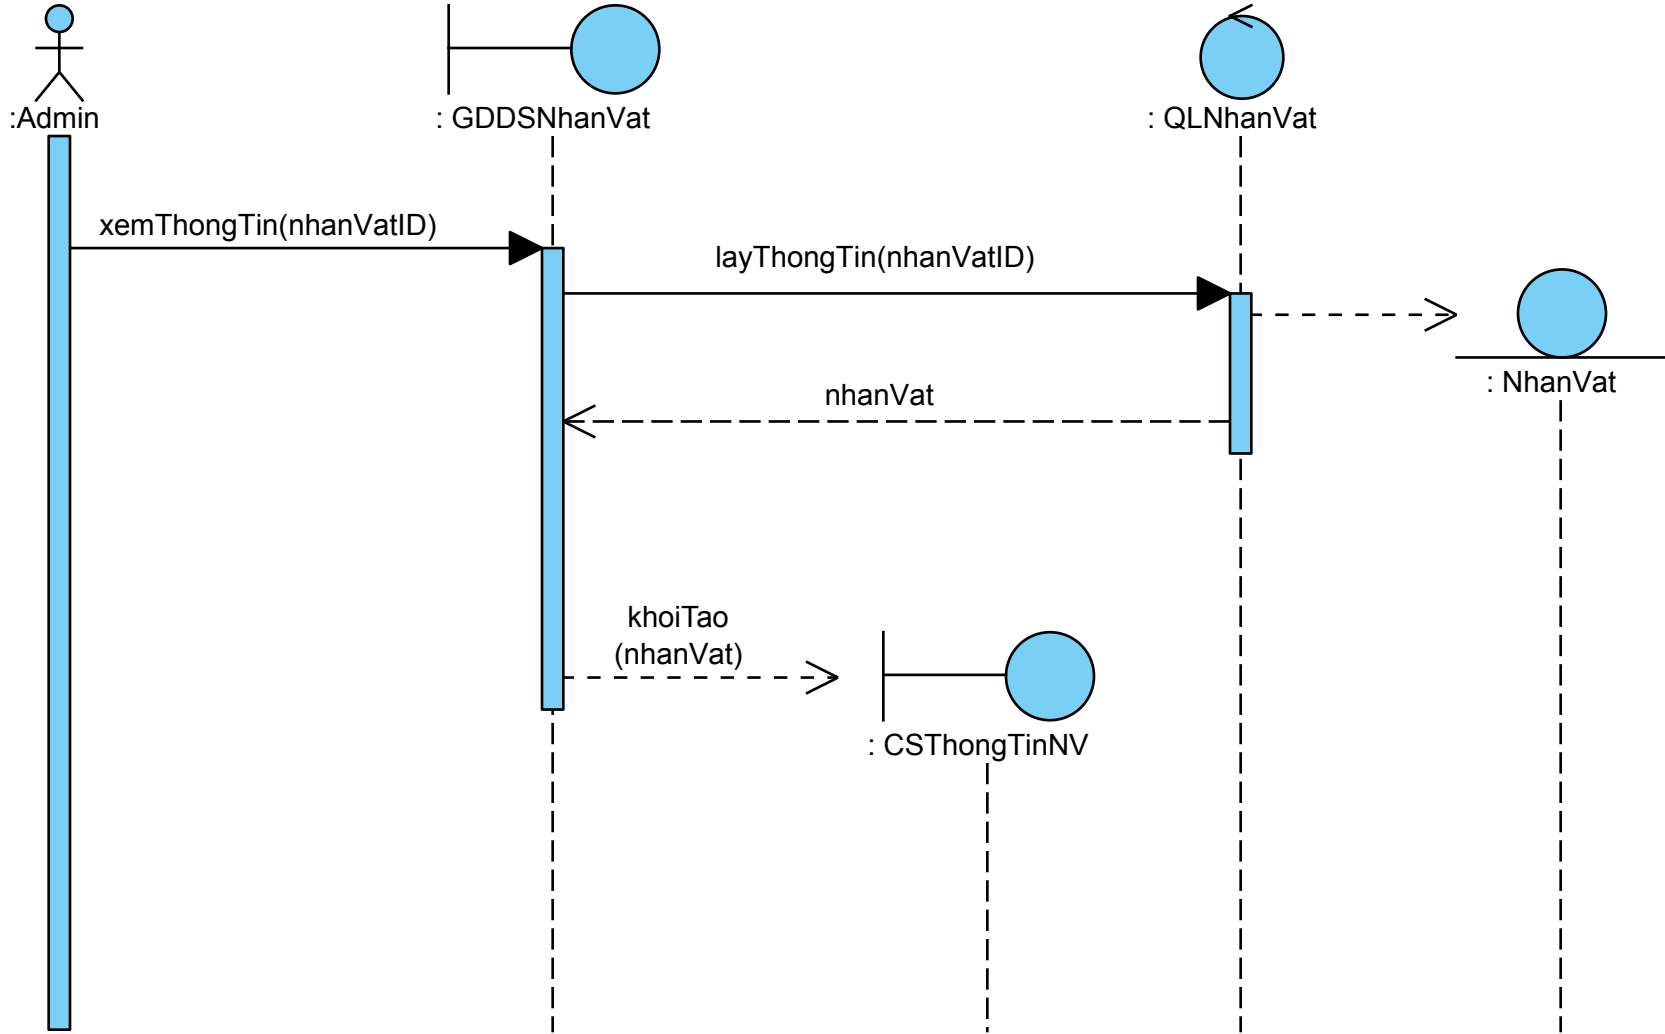 :Admin
: GDDSNhanVat
: QLNhanVat
xemThongTin(nhanVatID)
layThongTin(nhanVatID)
: NhanVat
nhanVat
khoiTao
(nhanVat)
: CSThongTinNV